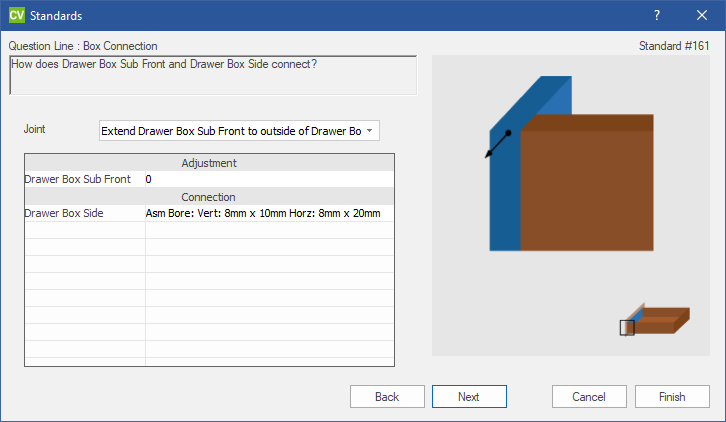 CV Standards ?
Question Line : Box Connection Standard #161
How does Drawer Box Sub Front and Drawer Box Side connect?
Joint Extend Drawer Box Sub Front to outside of Drawer Bo
Adjustment
Drawer Box Sub Front 0
Connection
Drawer Box Side Asm Bore: Vert: 8mm x 10mm Horz: 8mm x 20mm
Back Next Cancel Finish